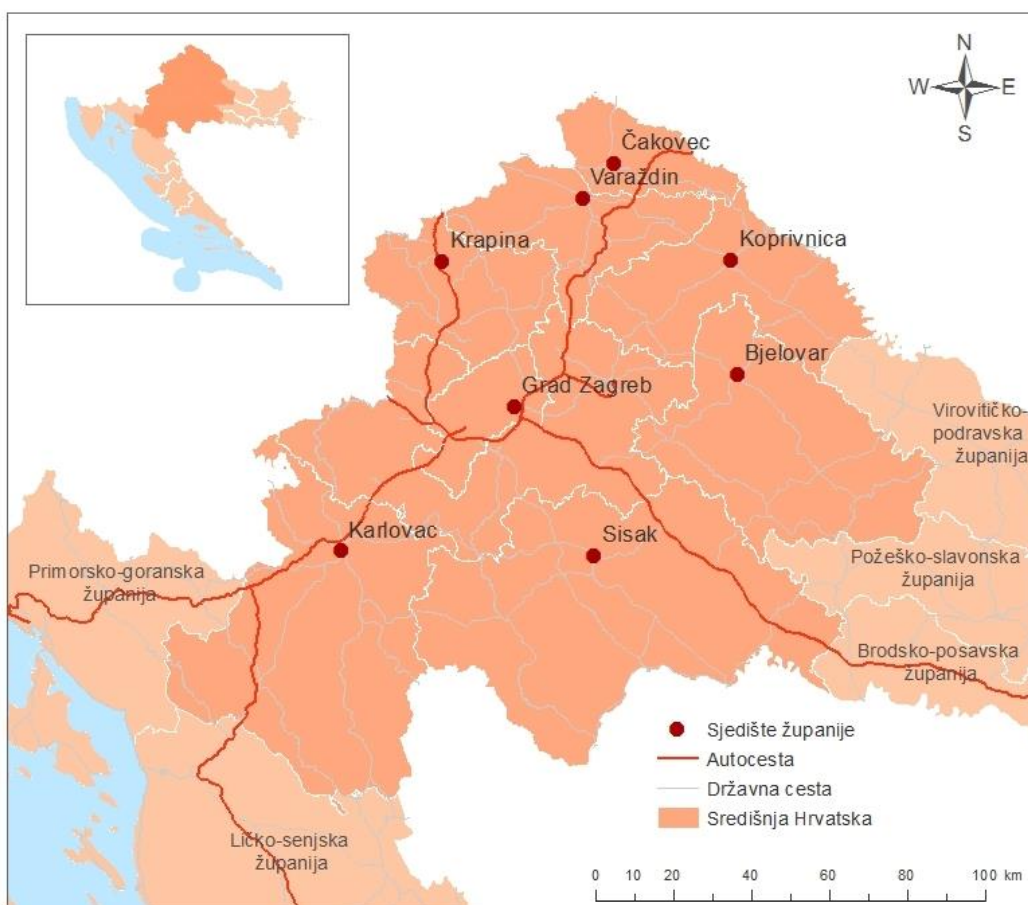 N
W
E
S
Čakovec
Varaždin
Krapina
Koprivnica
Bjelovar
Grad Zagreb
Virovitičko-
podravska
županija
Karlovac
Sisak
Primorsko-goranska
županija
Požeško-slavonska
županija
Brodsko-posavska
županija
Ličko-senjska
županija
Sjedište županije
Autocesta
Državna cesta
Središnja Hrvatska
0 10 20 40 60 80 100 km